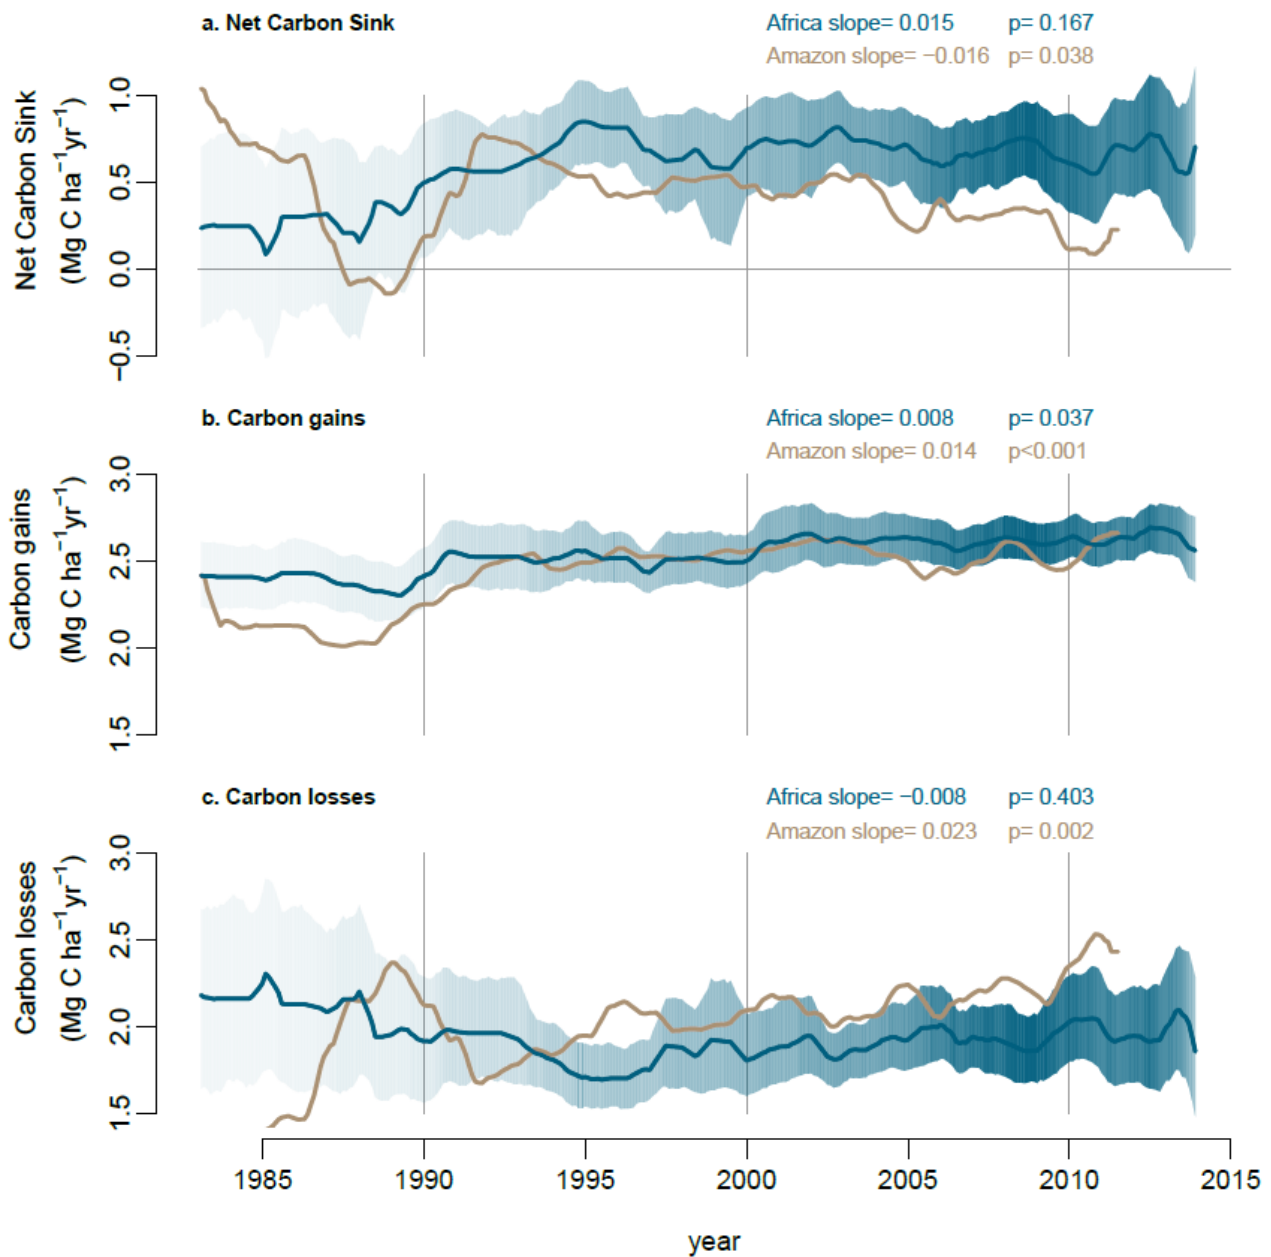 a. Net Carbon Sink
Africa slope= 0.015 p= 0.167
Amazon slope= −0.016 p= 0.038
Net Carbon Sink
(Mg C ha⁻¹yr⁻¹)
1.0
0.5
0.0
−0.5
b. Carbon gains
Africa slope= 0.008 p= 0.037
Amazon slope= 0.014 p<0.001
Carbon gains
(Mg C ha⁻¹yr⁻¹)
3.0
2.5
2.0
1.5
c. Carbon losses
Africa slope= −0.008 p= 0.403
Amazon slope= 0.023 p= 0.002
Carbon losses
(Mg C ha⁻¹yr⁻¹)
3.0
2.5
2.0
1.5
1985 1990 1995 2000 2005 2010 2015
year